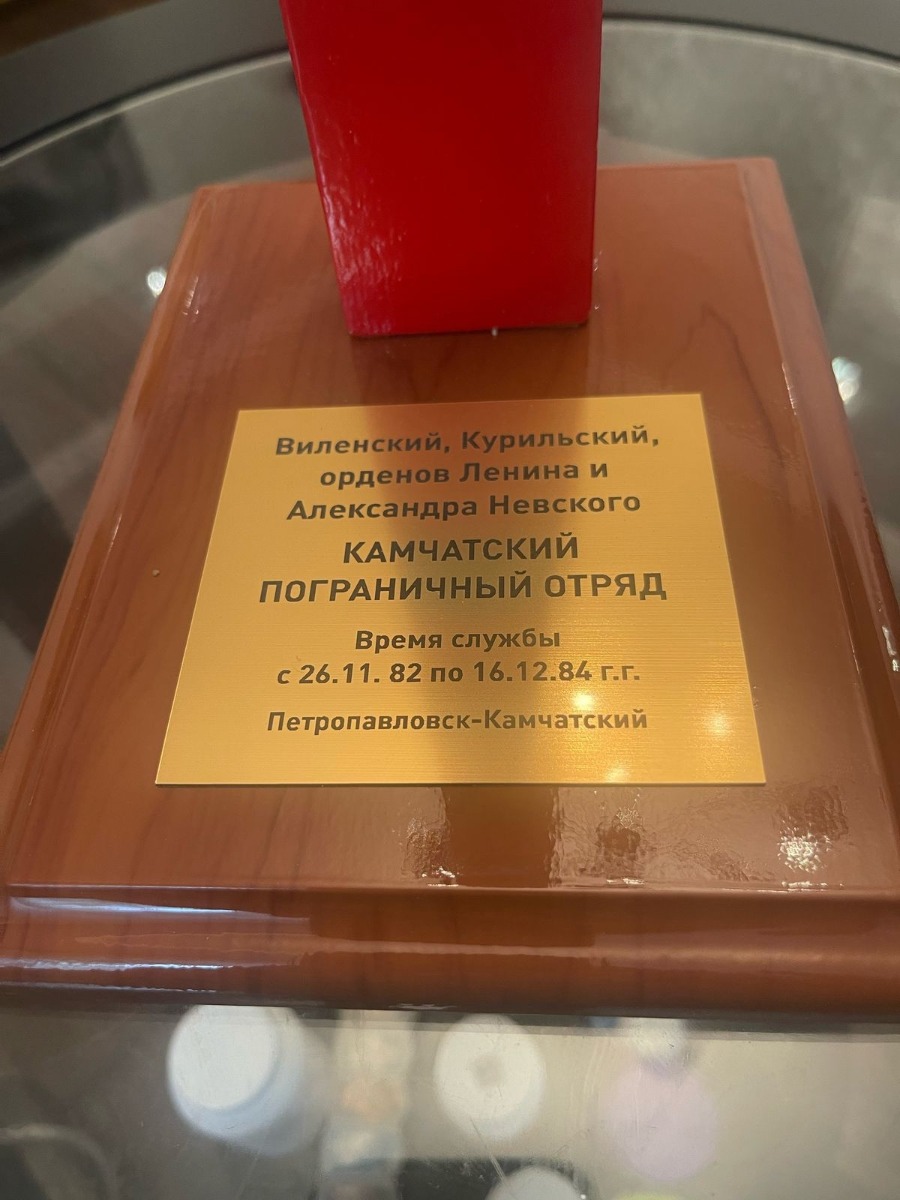 Виленский, Курильский,
орденов Ленина и
Александра Невского
КАМЧАТСКИЙ
ПОГРАНИЧНЫЙ ОТРЯД
Время службы
с 26.11. 82 по 16.12.84 г.г.
Петропавловск-Камчатский